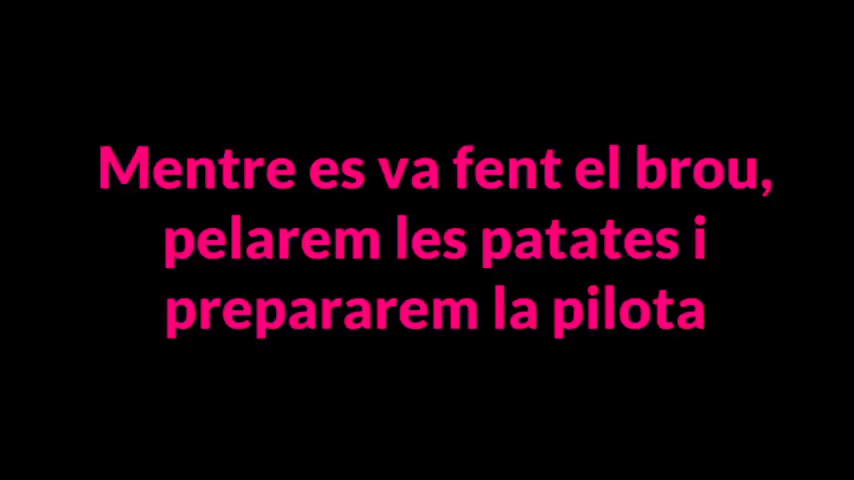 Mentre es va fent el brou,
pelarem les patates i
prepararem la pilota